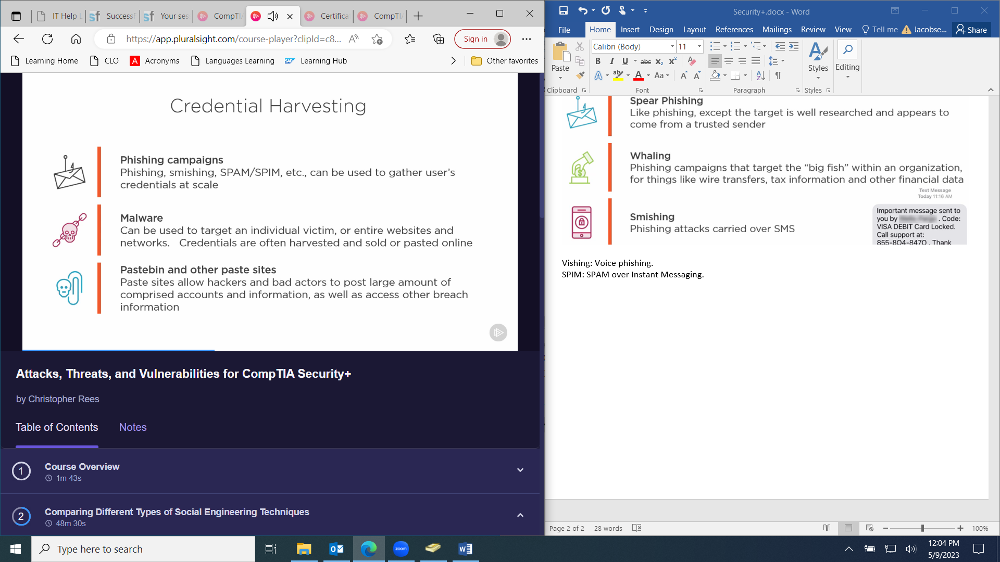 IT Help L
SuccessF
Your ses
CompTIA
Certifica
CompTIA
https://app.pluralsight.com/course-player?clipId=c8...
Sign in
Learning Home
CLO
A Acronyms
Languages Learning
SAP Learning Hub
Other favorites
Credential Harvesting
Phishing campaigns
Phishing, smishing, SPAM/SPIM, etc., can be used to gather user's
credentials at scale
Malware
Can be used to target an individual victim, or entire websites and
networks. Credentials are often harvested and sold or pasted online
Pastebin and other paste sites
Paste sites allow hackers and bad actors to post large amount of
comprised accounts and information, as well as access other breach
information
Attacks, Threats, and Vulnerabilities for CompTIA Security+
by Christopher Rees
Table of Contents
Notes
1
Course Overview
1m 43s
2
Comparing Different Types of Social Engineering Techniques
48m 30s
Security+.docx - Word
File
Home
Insert
Design
Layout
References
Mailings
Review
View
Tell me
Jacobse...
Share
Paste
Calibri (Body)
11
B I U abc X₂ X²
A ab A Aa A A
Styles
Editing
Clipboard
Font
Paragraph
Styles
Spear Phishing
Like phishing, except the target is well researched and appears to
come from a trusted sender
Whaling
Phishing campaigns that target the “big fish” within an organization,
for things like wire transfers, tax information and other financial data
Text Message
Today 11:16 AM
Smishing
Phishing attacks carried over SMS
Important message sent to
you by . Code:
VISA DEBIT Card Locked.
Call support at:
855-804-8470 . Thank
Vishing: Voice phishing.
SPIM: SPAM over Instant Messaging.
Page 2 of 2
28 words
100%
Type here to search
zoom
12:04 PM
5/9/2023